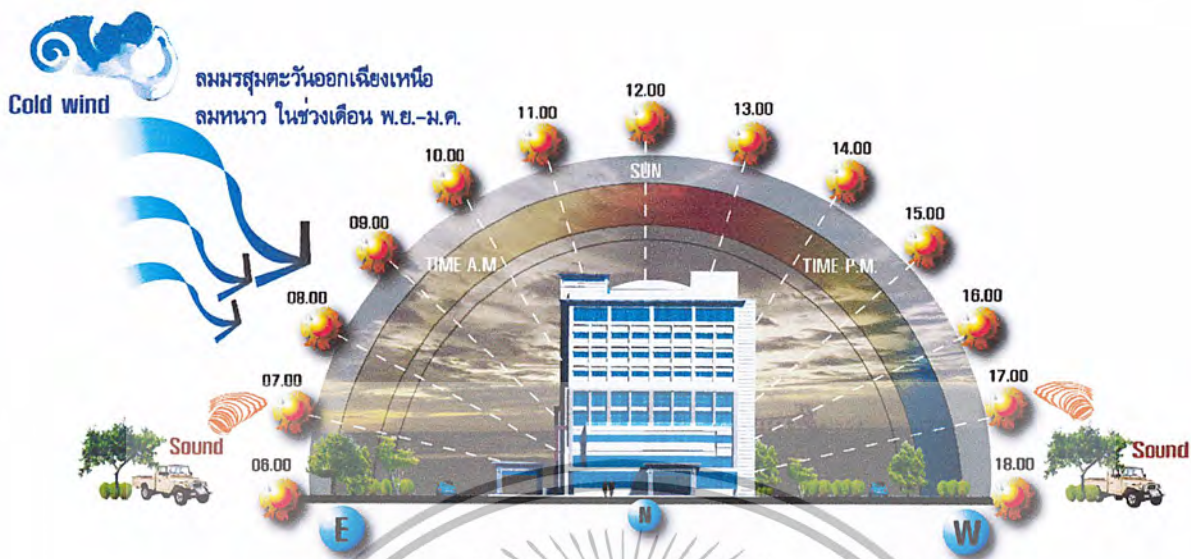 Cold wind
ลมมรสุมตะวันออกเฉียงเหนือ
ลมหนาว ในช่วงเดือน พ.ย.-ม.ค.
12.00
11.00
13.00
10.00
14.00
SUN
09.00
15.00
TIME A.M.
TIME P.M.
08.00
16.00
07.00
17.00
Sound
Sound
06.00
18.00
E
N
W